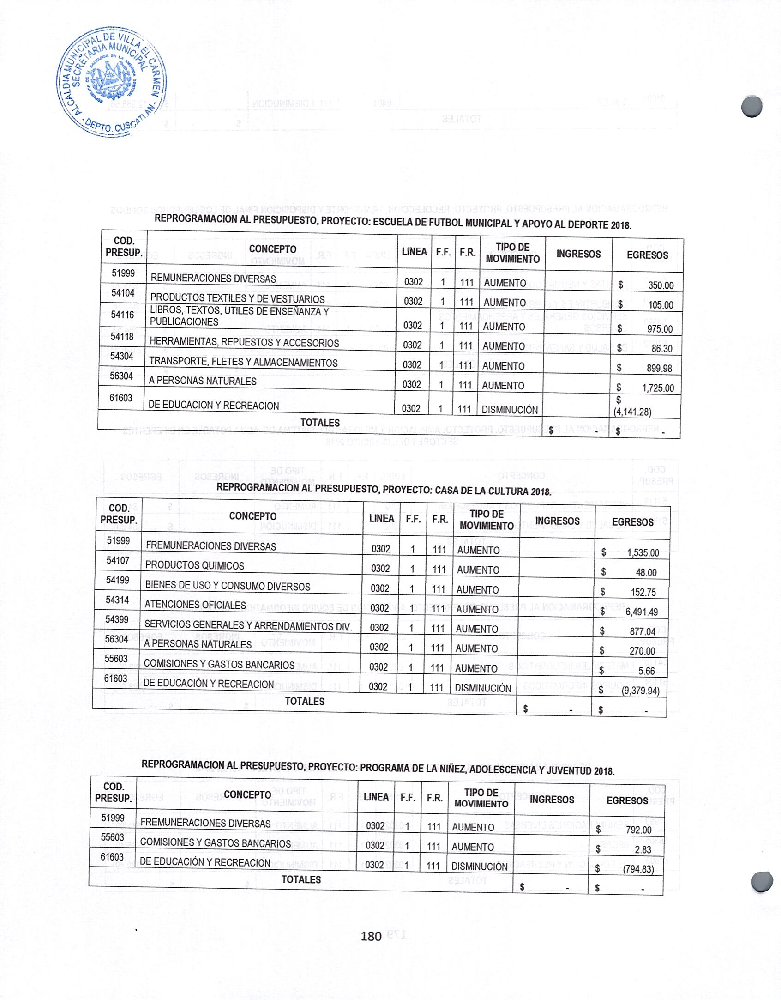 ALCALDIA MUNICIPAL DE VILLA EL CARMEN
SECRETARIA MUNICIPAL
REPUBLICA DE EL SALVADOR EN LA AMERICA CENTRAL
- DEPTO. CUSCATLAN -
REPROGRAMACION AL PRESUPUESTO, PROYECTO: ESCUELA DE FUTBOL MUNICIPAL Y APOYO AL DEPORTE 2018.
COD. PRESUP. CONCEPTO LINEA F.F. F.R. TIPO DE MOVIMIENTO INGRESOS EGRESOS
51999 REMUNERACIONES DIVERSAS 0302 1 111 AUMENTO $ 350.00
54104 PRODUCTOS TEXTILES Y DE VESTUARIOS 0302 1 111 AUMENTO $ 105.00
54116 LIBROS, TEXTOS, UTILES DE ENSEÑANZA Y PUBLICACIONES 0302 1 111 AUMENTO $ 975.00
54118 HERRAMIENTAS, REPUESTOS Y ACCESORIOS 0302 1 111 AUMENTO $ 86.30
54304 TRANSPORTE, FLETES Y ALMACENAMIENTOS 0302 1 111 AUMENTO $ 899.98
56304 A PERSONAS NATURALES 0302 1 111 AUMENTO $ 1,725.00
61603 DE EDUCACION Y RECREACION 0302 1 111 DISMINUCIÓN $ (4,141.28)
TOTALES $ - $ -
REPROGRAMACION AL PRESUPUESTO, PROYECTO: CASA DE LA CULTURA 2018.
COD. PRESUP. CONCEPTO LINEA F.F. F.R. TIPO DE MOVIMIENTO INGRESOS EGRESOS
51999 FREMUNERACIONES DIVERSAS 0302 1 111 AUMENTO $ 1,535.00
54107 PRODUCTOS QUIMICOS 0302 1 111 AUMENTO $ 48.00
54199 BIENES DE USO Y CONSUMO DIVERSOS 0302 1 111 AUMENTO $ 152.75
54314 ATENCIONES OFICIALES 0302 1 111 AUMENTO $ 6,491.49
54399 SERVICIOS GENERALES Y ARRENDAMIENTOS DIV. 0302 1 111 AUMENTO $ 877.04
56304 A PERSONAS NATURALES 0302 1 111 AUMENTO $ 270.00
55603 COMISIONES Y GASTOS BANCARIOS 0302 1 111 AUMENTO $ 5.66
61603 DE EDUCACIÓN Y RECREACION 0302 1 111 DISMINUCIÓN $ (9,379.94)
TOTALES $ - $ -
REPROGRAMACION AL PRESUPUESTO, PROYECTO: PROGRAMA DE LA NIÑEZ, ADOLESCENCIA Y JUVENTUD 2018.
COD. PRESUP. CONCEPTO LINEA F.F. F.R. TIPO DE MOVIMIENTO INGRESOS EGRESOS
51999 FREMUNERACIONES DIVERSAS 0302 1 111 AUMENTO $ 792.00
55603 COMISIONES Y GASTOS BANCARIOS 0302 1 111 AUMENTO $ 2.83
61603 DE EDUCACIÓN Y RECREACION 0302 1 111 DISMINUCIÓN $ (794.83)
TOTALES $ - $ -
180